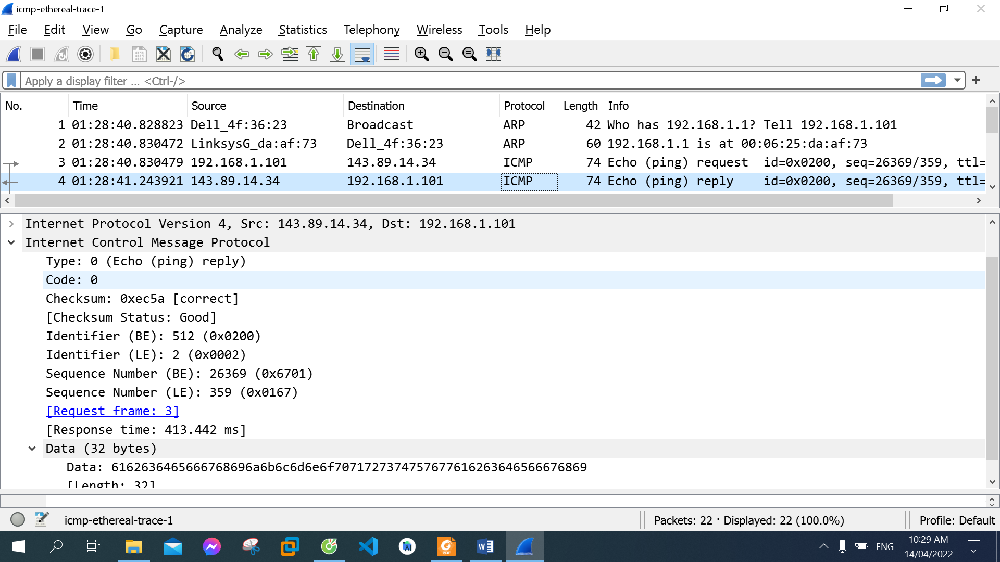 icmp-ethereal-trace-1
File Edit View Go Capture Analyze Statistics Telephony Wireless Tools Help
Apply a display filter ... <Ctrl-/>
No. Time Source Destination Protocol Length Info
1 01:28:40.828823 Dell_4f:36:23 Broadcast ARP 42 Who has 192.168.1.1? Tell 192.168.1.101
2 01:28:40.830472 LinksysG_da:af:73 Dell_4f:36:23 ARP 60 192.168.1.1 is at 00:06:25:da:af:73
3 01:28:40.830479 192.168.1.101 143.89.14.34 ICMP 74 Echo (ping) request id=0x0200, seq=26369/359, ttl=
4 01:28:41.243921 143.89.14.34 192.168.1.101 ICMP 74 Echo (ping) reply id=0x0200, seq=26369/359, ttl=
Internet Protocol Version 4, Src: 143.89.14.34, Dst: 192.168.1.101
Internet Control Message Protocol
Type: 0 (Echo (ping) reply)
Code: 0
Checksum: 0xec5a [correct]
[Checksum Status: Good]
Identifier (BE): 512 (0x0200)
Identifier (LE): 2 (0x0002)
Sequence Number (BE): 26369 (0x6701)
Sequence Number (LE): 359 (0x0167)
[Request frame: 3]
[Response time: 413.442 ms]
Data (32 bytes)
Data: 6162636465666768696a6b6c6d6e6f7071727374757677616263646566676869
[Length: 32]
icmp-ethereal-trace-1 Packets: 22 · Displayed: 22 (100.0%) Profile: Default
ENG 10:29 AM
14/04/2022